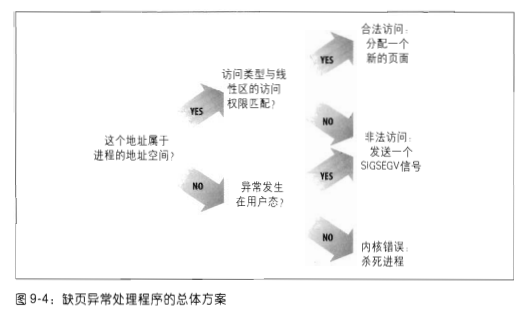 合法访问：
分配一个
新的页面
访问类型与线
性区的访问
权限匹配？
YES
YES
NO
这个地址属于
进程的地址空间？
非法访问：
发送一个
SIGSEGV信号
YES
NO
异常发生
在用户态？
NO
内核错误：
杀死进程
图 9-4：缺页异常处理程序的总体方案